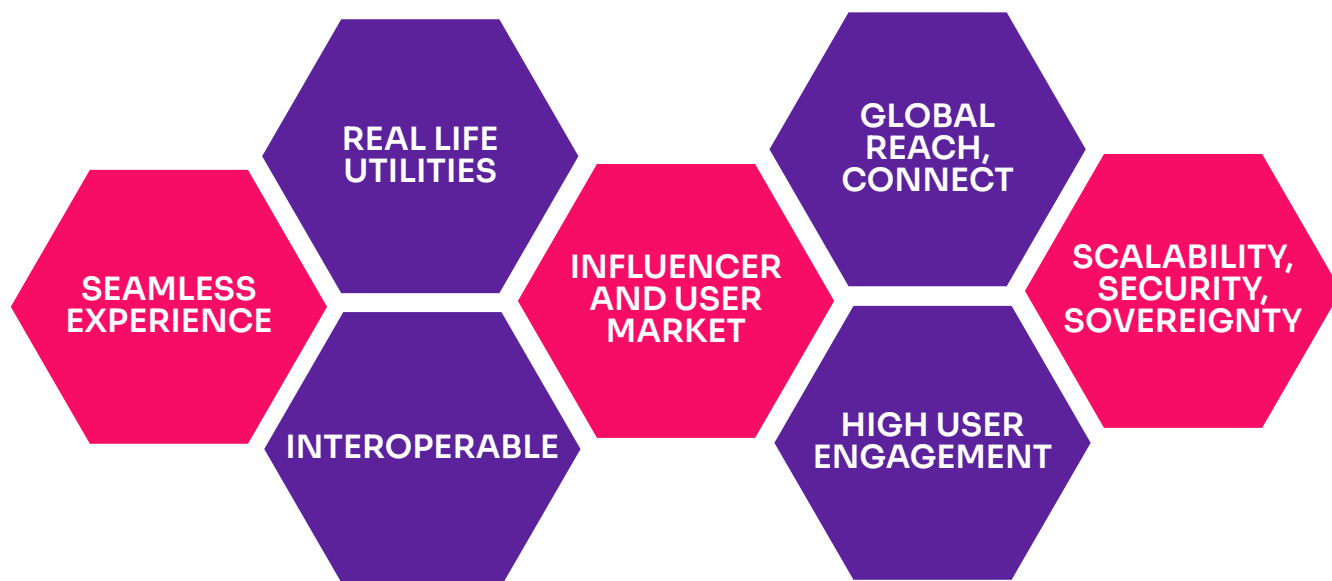 REAL LIFE
UTILITIES
GLOBAL
REACH,
CONNECT
SEAMLESS
EXPERIENCE
INFLUENCER
AND USER
MARKET
SCALABILITY,
SECURITY,
SOVEREIGNTY
INTEROPERABLE
HIGH USER
ENGAGEMENT